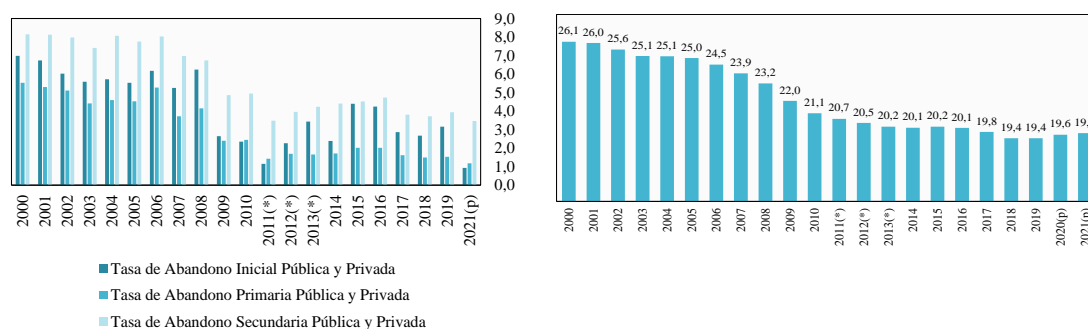 9,0
8,0
7,0
6,0
5,0
4,0
3,0
2,0
1,0
0,0
2000 2001 2002 2003 2004 2005 2006 2007 2008 2009 2010 2011(*) 2012(*) 2013(*) 2014 2015 2016 2017 2018 2019 2021(p)
Tasa de Abandono Inicial Pública y Privada
Tasa de Abandono Primaria Pública y Privada
Tasa de Abandono Secundaria Pública y Privada
26,1 26,0 25,6 25,1 25,1 25,0 24,5 23,9 23,2 22,0 21,1 20,7 20,5 20,2 20,1 20,2 20,1 19,8 19,4 19,4 19,6 19,
2000 2001 2002 2003 2004 2005 2006 2007 2008 2009 2010 2011(*) 2012(*) 2013(*) 2014 2015 2016 2017 2018 2019 2020(p) 2021(p)